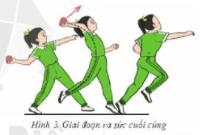 Hình 3. Giai đoạn ra sức cuối cùng